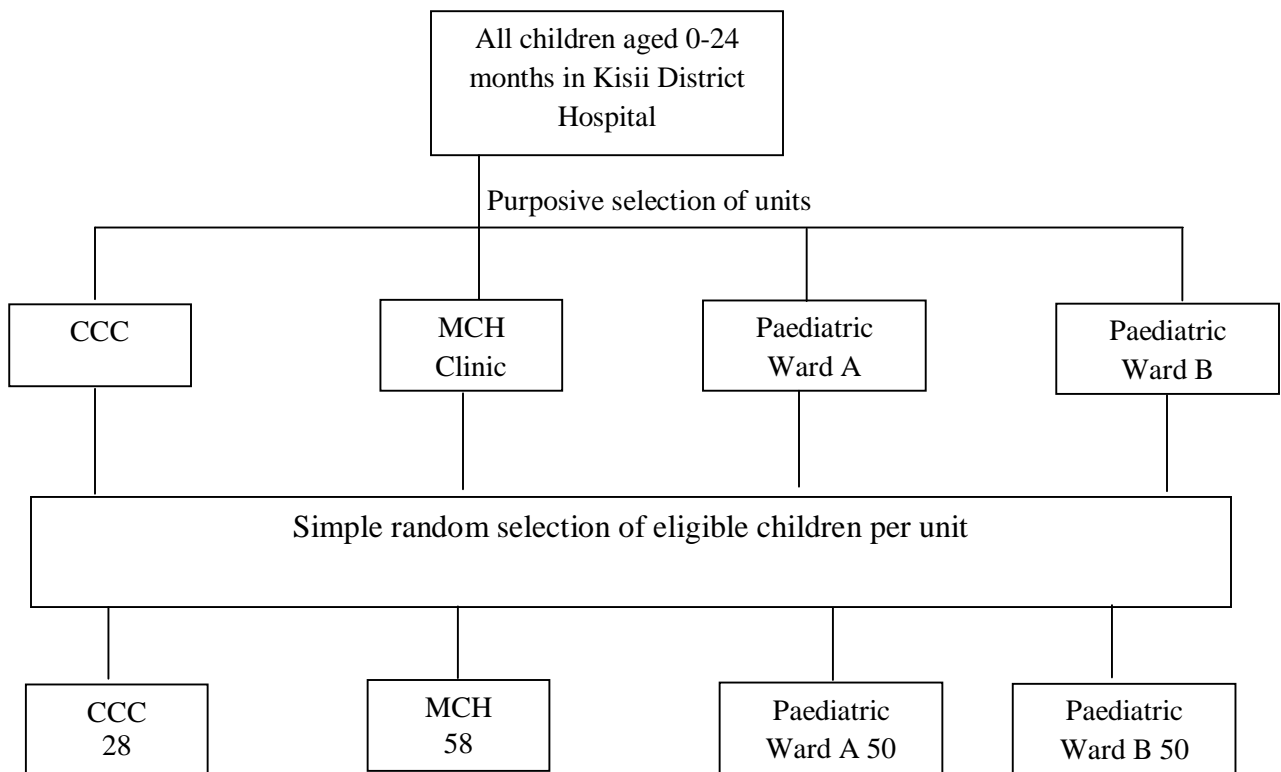 All children aged 0-24
months in Kisii District
Hospital
Purposive selection of units
CCC
MCH
Clinic
Paediatric
Ward A
Paediatric
Ward B
Simple random selection of eligible children per unit
CCC
28
MCH
58
Paediatric
Ward A 50
Paediatric
Ward B 50